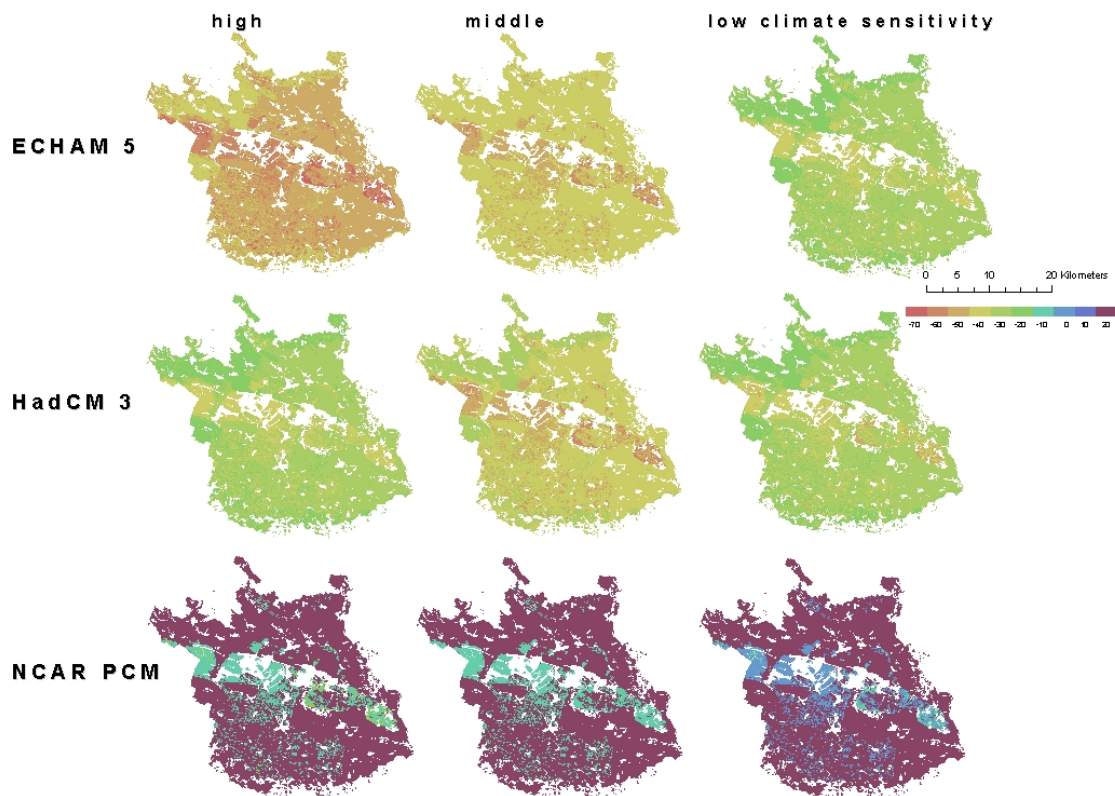 high middle low climate sensitivity
ECHAM 5
0 5 10 20 Kilometers
-70 -60 -50 -40 -30 -20 -10 0 10 20
HadCM 3
NCAR PCM